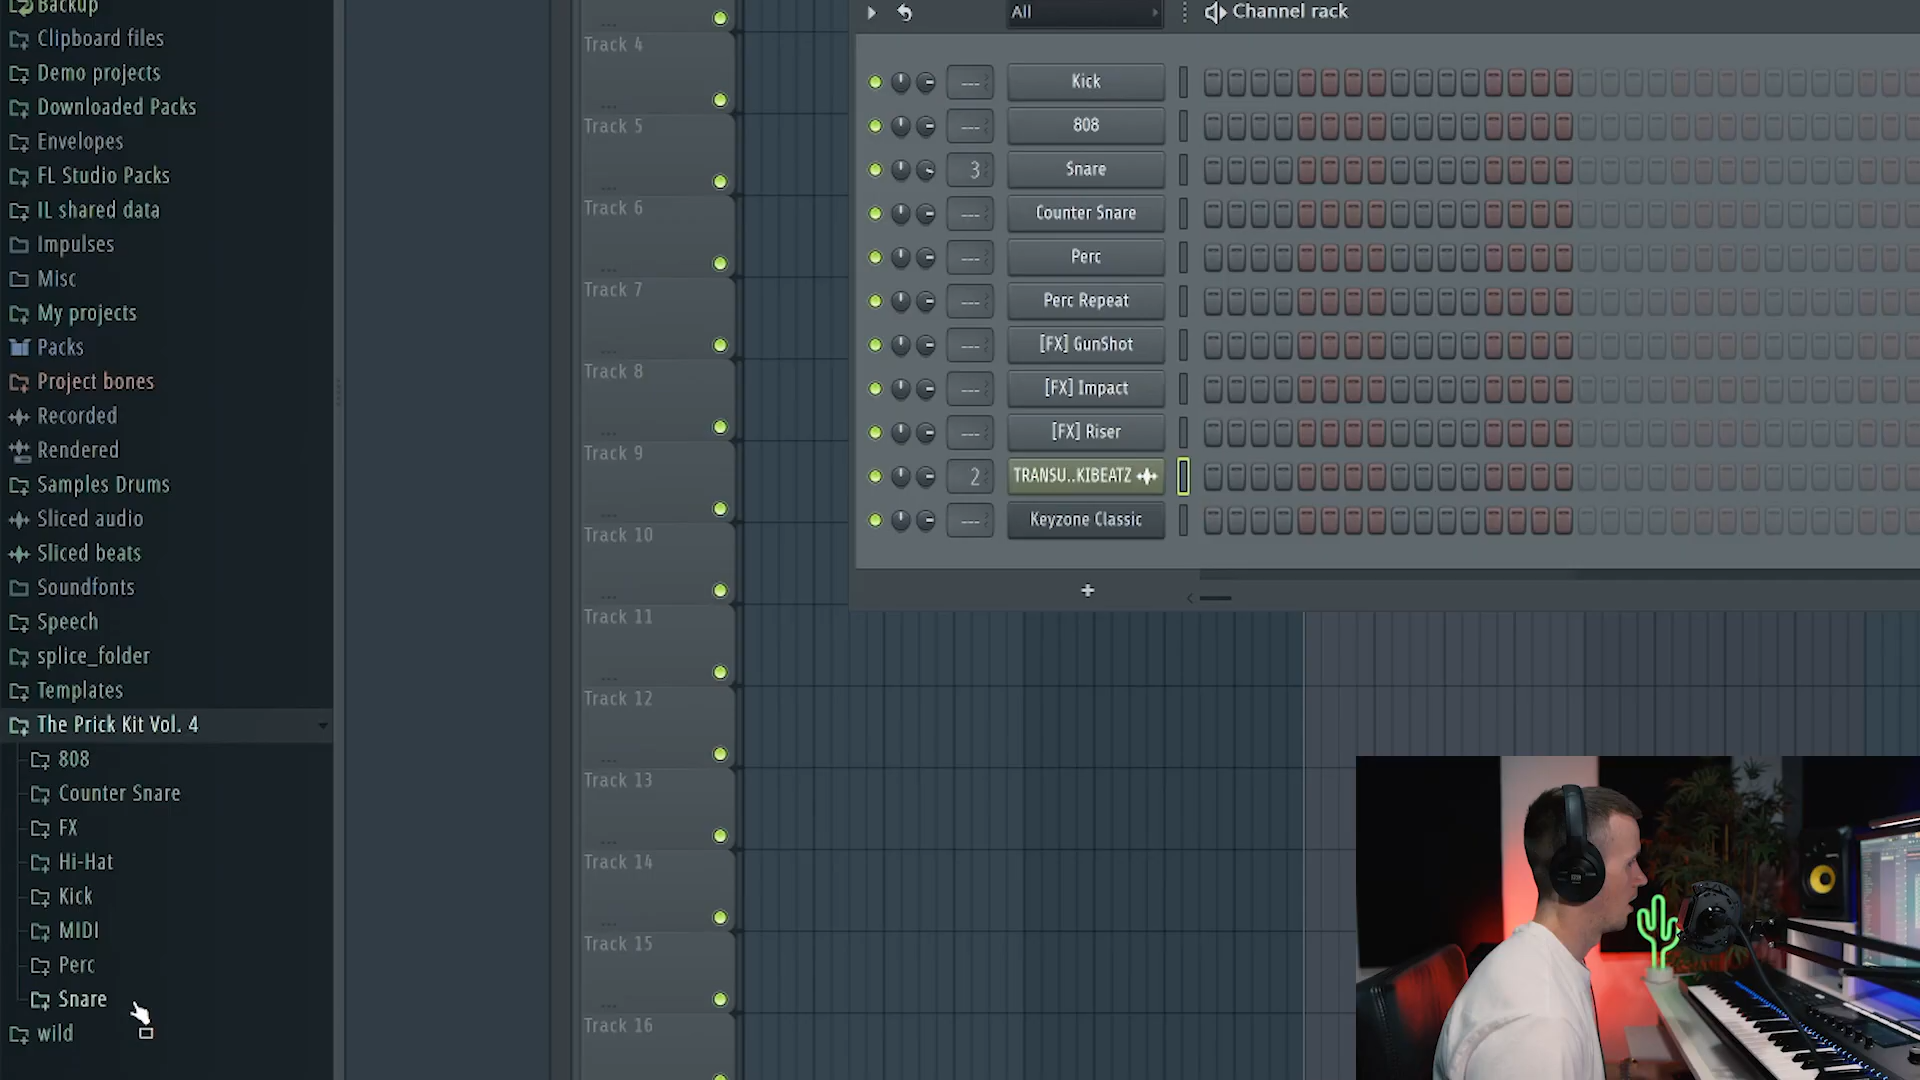 Backup
Clipboard files
Demo projects
Downloaded Packs
Envelopes
FL Studio Packs
IL shared data
Impulses
Misc
My projects
Packs
Project bones
Recorded
Rendered
Samples Drums
Sliced audio
Sliced beats
Soundfonts
Speech
splice_folder
Templates
The Prick Kit Vol. 4
808
Counter Snare
FX
Hi-Hat
Kick
MIDI
Perc
Snare
wild
Track 4
Track 5
Track 6
Track 7
Track 8
Track 9
Track 10
Track 11
Track 12
Track 13
Track 14
Track 15
Track 16
All
Channel rack
--- Kick
--- 808
3 Snare
--- Counter Snare
--- Perc
--- Perc Repeat
--- [FX] GunShot
--- [FX] Impact
--- [FX] Riser
2 TRANSU..KIBEATZ
--- Keyzone Classic
+